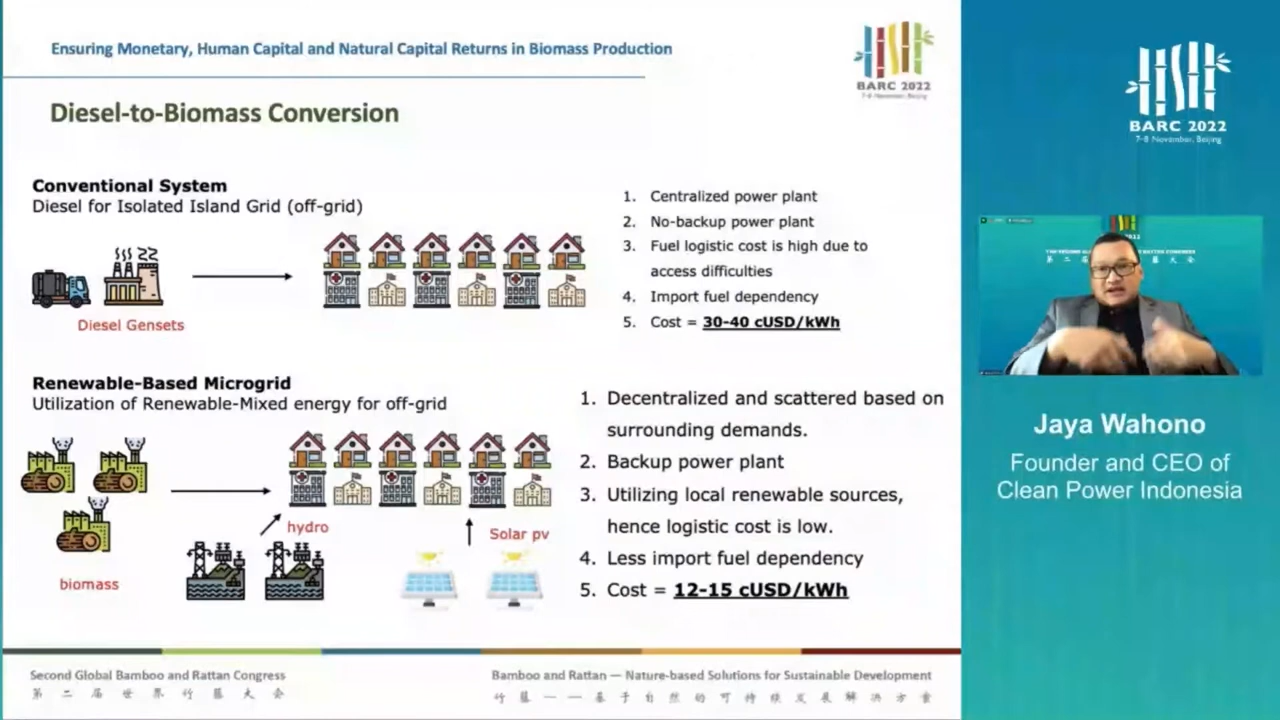 Ensuring Monetary, Human Capital and Natural Capital Returns in Biomass Production
BARC 2022
7-8 November, Beijing
Diesel-to-Biomass Conversion
Conventional System
Diesel for Isolated Island Grid (off-grid)
Diesel Gensets
1. Centralized power plant
2. No-backup power plant
3. Fuel logistic cost is high due to
access difficulties
4. Import fuel dependency
5. Cost = 30-40 cUSD/kWh
Renewable-Based Microgrid
Utilization of Renewable-Mixed energy for off-grid
biomass
hydro
Solar pv
1. Decentralized and scattered based on
surrounding demands.
2. Backup power plant
3. Utilizing local renewable sources,
hence logistic cost is low.
4. Less import fuel dependency
5. Cost = 12-15 cUSD/kWh
Second Global Bamboo and Rattan Congress
第二届世界竹藤大会
Bamboo and Rattan — Nature-based Solutions for Sustainable Development
竹藤——基于自然的可持续发展解决方案
BARC 2022
7-8 November, Beijing
Jaya Wahono
Founder and CEO of
Clean Power Indonesia